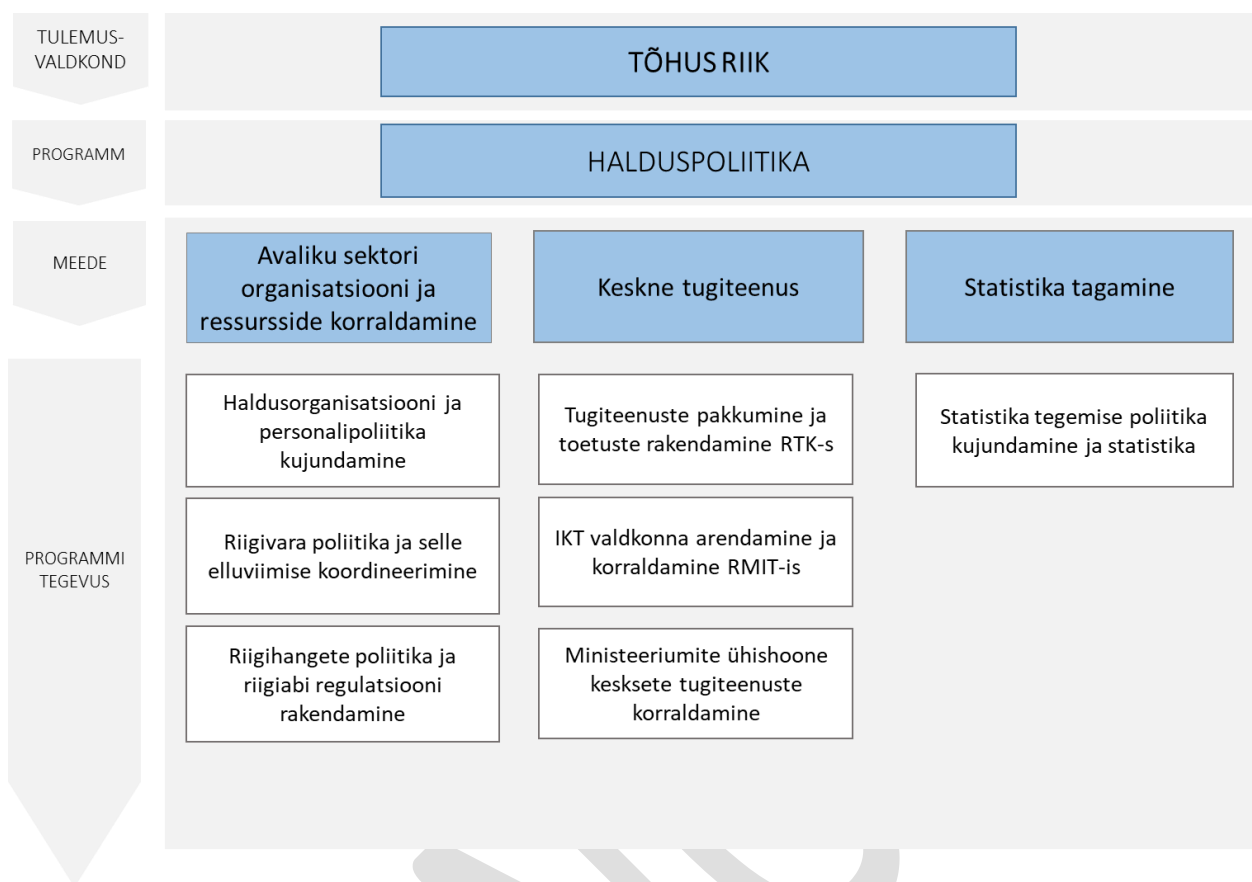 TULEMUS-
VALDKOND
TÕHUS RIIK
PROGRAMM
HALDUSPOLIITIKA
MEEDE
Avaliku sektori
organisatsiooni ja
ressursside korraldamine
Keskne tugiteenus
Statistika tagamine
PROGRAMMI
TEGEVUS
Haldusorganisatsiooni ja
personalipoliitika
kujundamine
Tugiteenuste pakkumine ja
toetuste rakendamine RTK-s
Statistika tegemise poliitika
kujundamine ja statistika
Riigivara poliitika ja selle
elluviimise koordineerimine
IKT valdkonna arendamine ja
korraldamine RMIT-is
Riigihangete poliitika ja
riigiabi regulatsiooni
rakendamine
Ministeeriumite ühishoone
kesksete tugiteenuste
korraldamine